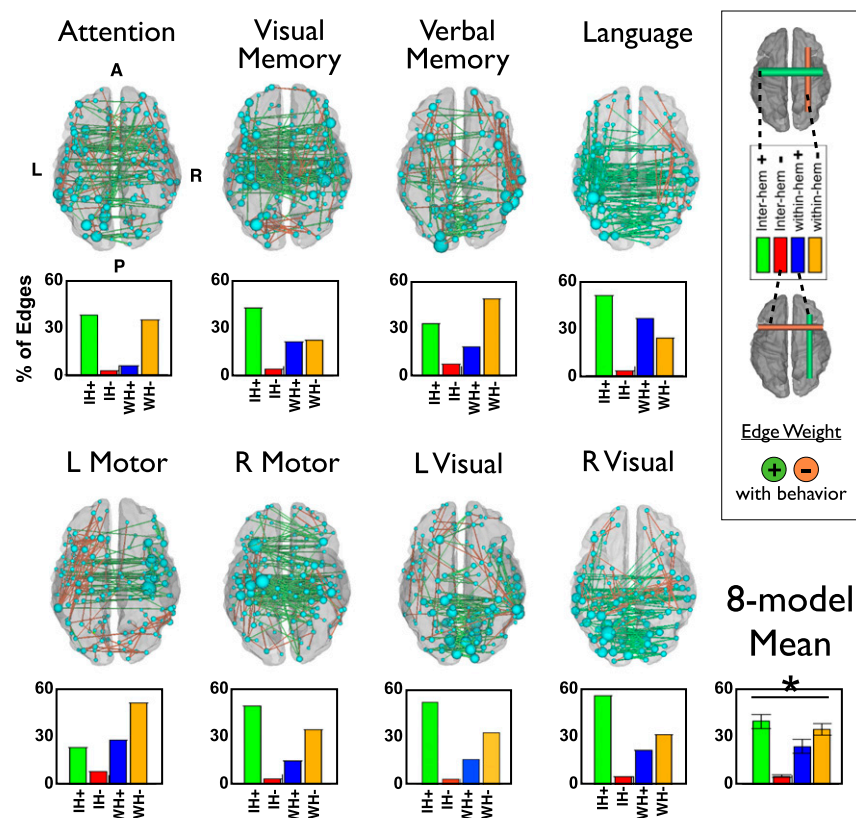 Attention
Visual
Memory
Verbal
Memory
Language
A
L
R
P
% of Edges
60
30
0
IH+
IH-
WH+
WH-
60
30
0
IH+
IH-
WH+
WH-
60
30
0
IH+
IH-
WH+
WH-
60
30
0
IH+
IH-
WH+
WH-
Inter-hem +
Inter-hem -
within-hem +
within-hem -
Edge Weight
+ -
with behavior
L Motor
R Motor
L Visual
R Visual
8-model
Mean
60
30
0
IH+
IH-
WH+
WH-
60
30
0
IH+
IH-
WH+
WH-
60
30
0
IH+
IH-
WH+
WH-
60
30
0
IH+
IH-
WH+
WH-
60
30
0
*
IH+
IH-
WH+
WH-